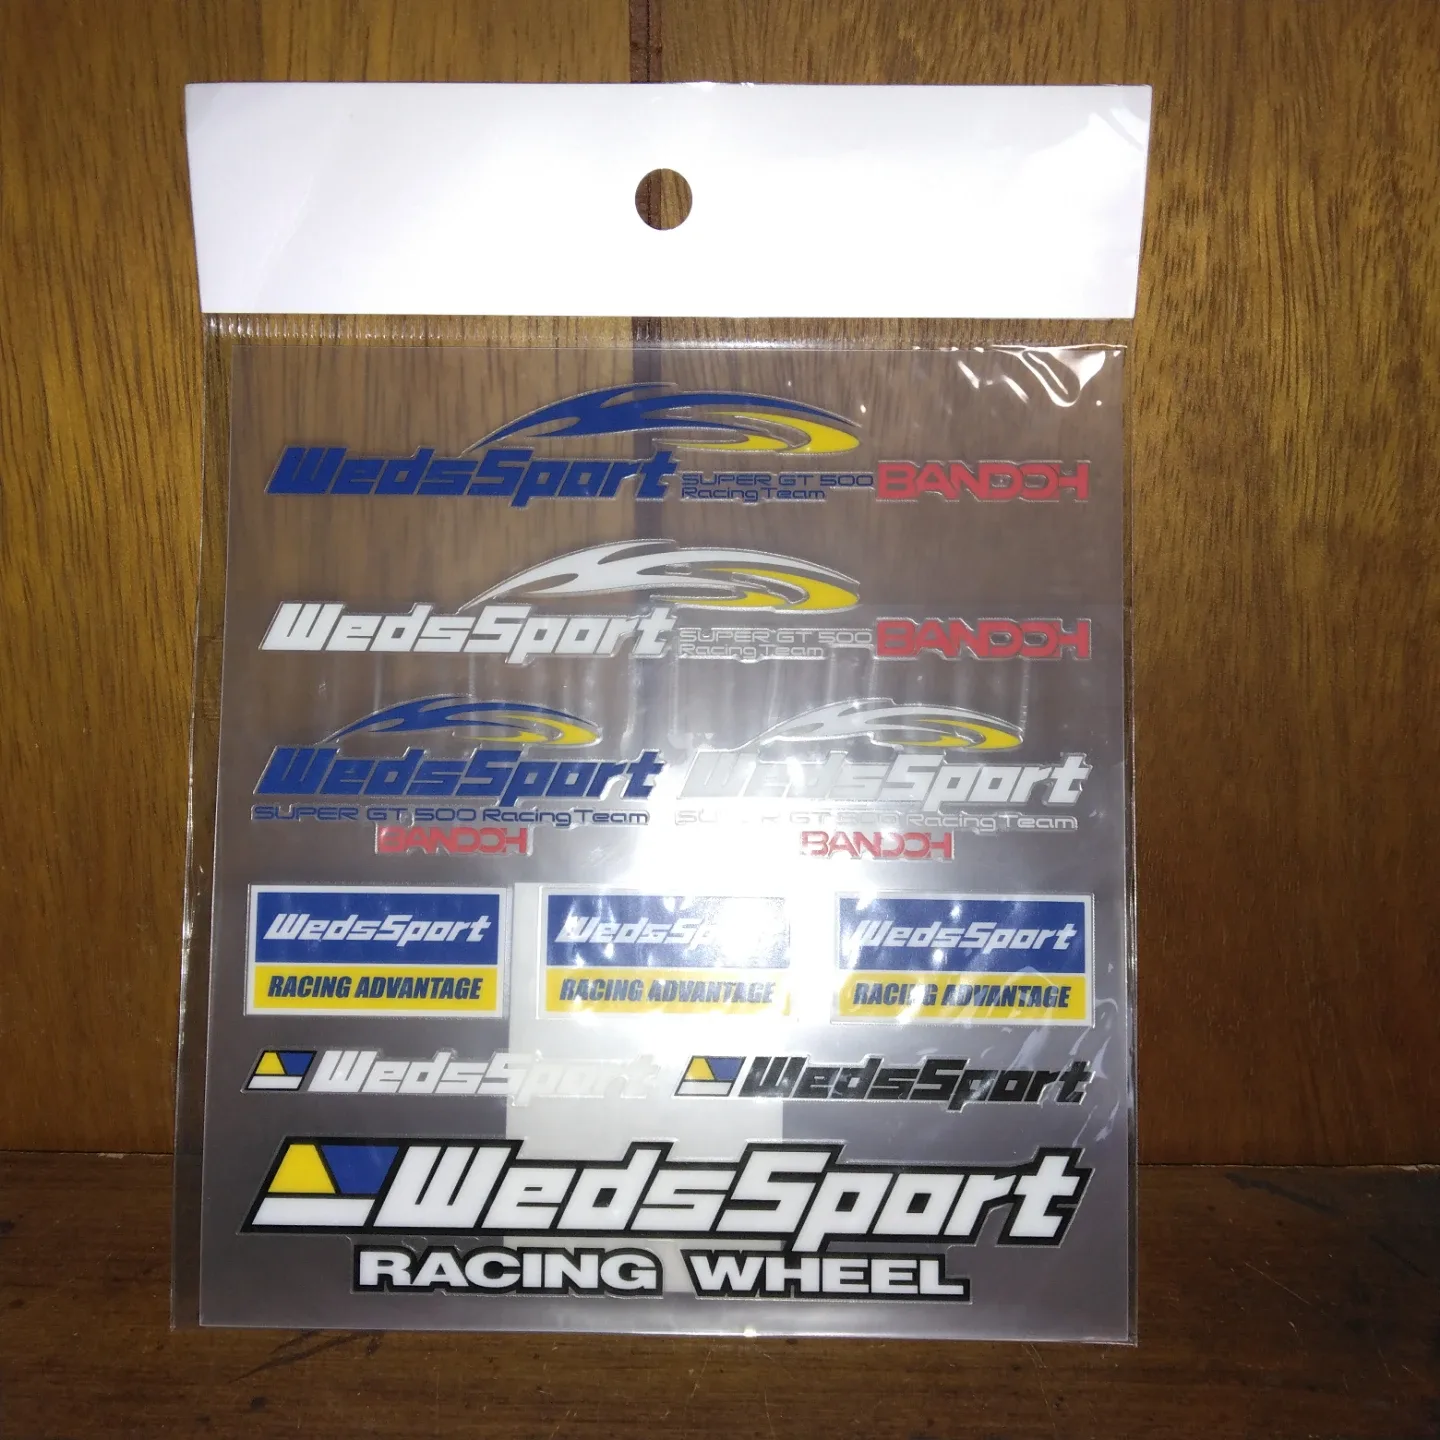 WedsSport SUPER GT 500 Racing Team BANDOH
WedsSport SUPER GT 500 Racing Team BANDOH
WedsSport WedsSport
SUPER GT 500 Racing Team SUPER GT 500 Racing Team
BANDOH BANDOH
WedsSport WedsSport WedsSport
RACING ADVANTAGE RACING ADVANTAGE RACING ADVANTAGE
WedsSport WedsSport
WedsSport
RACING WHEEL